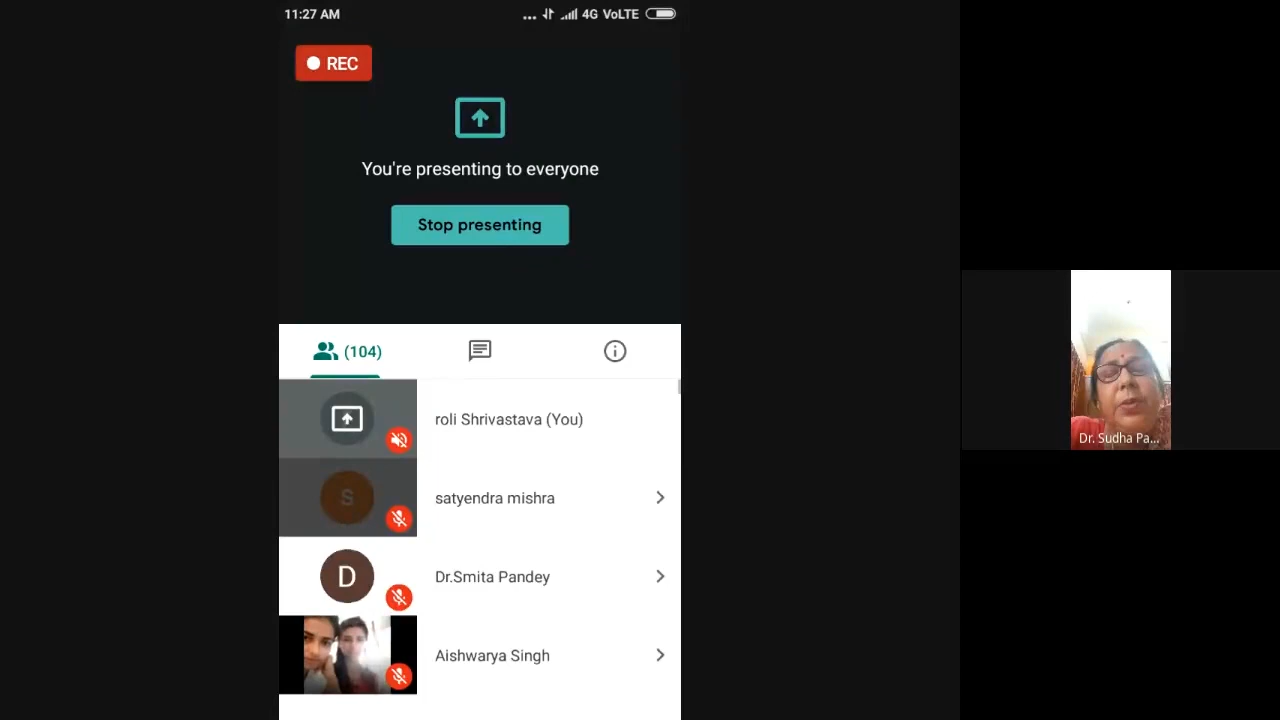 11:27 AM
4G VoLTE
REC
You're presenting to everyone
Stop presenting
(104)
roli Shrivastava (You)
S
satyendra mishra
D
Dr.Smita Pandey
Aishwarya Singh
Dr. Sudha Pa...